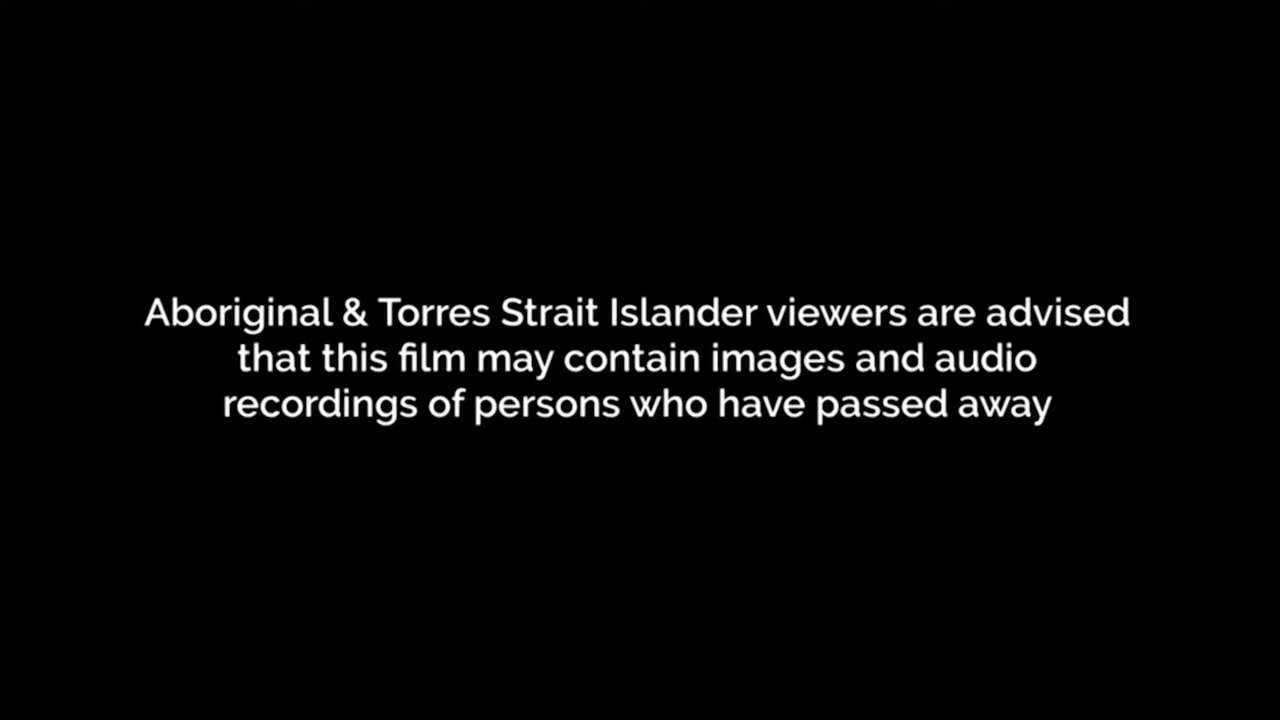 Aboriginal & Torres Strait Islander viewers are advised
that this film may contain images and audio
recordings of persons who have passed away